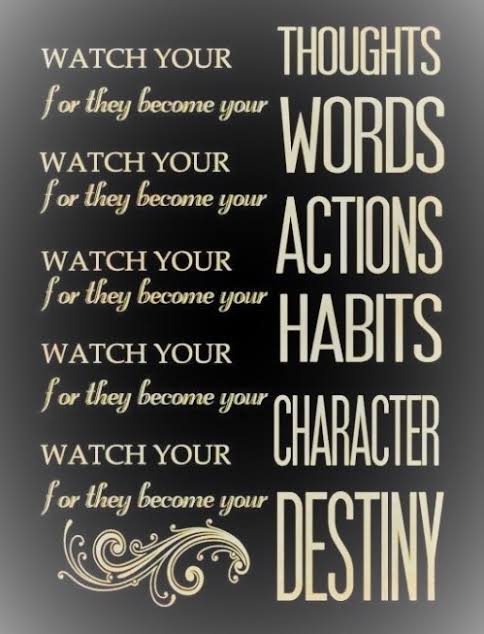 WATCH YOUR THOUGHTS
for they become your WORDS
WATCH YOUR
for they become your ACTIONS
WATCH YOUR
for they become your HABITS
WATCH YOUR
for they become your CHARACTER
WATCH YOUR
for they become your DESTINY